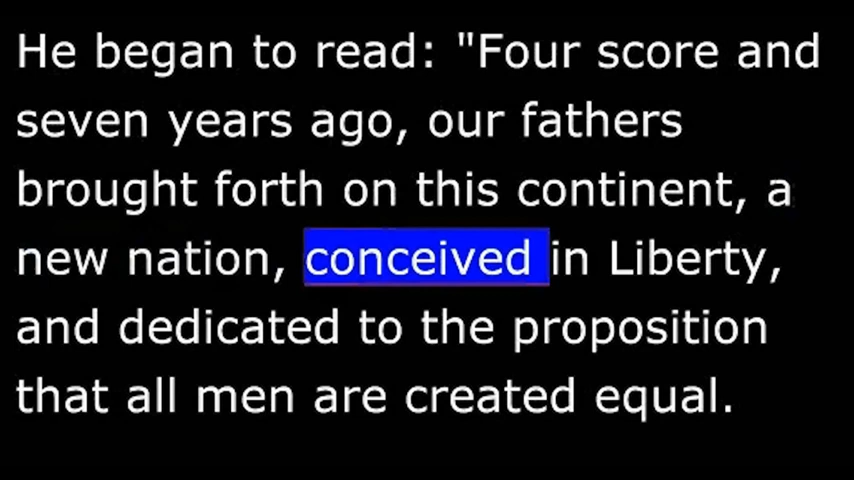 He began to read: "Four score and
seven years ago, our fathers
brought forth on this continent, a
new nation, conceived in Liberty,
and dedicated to the proposition
that all men are created equal.